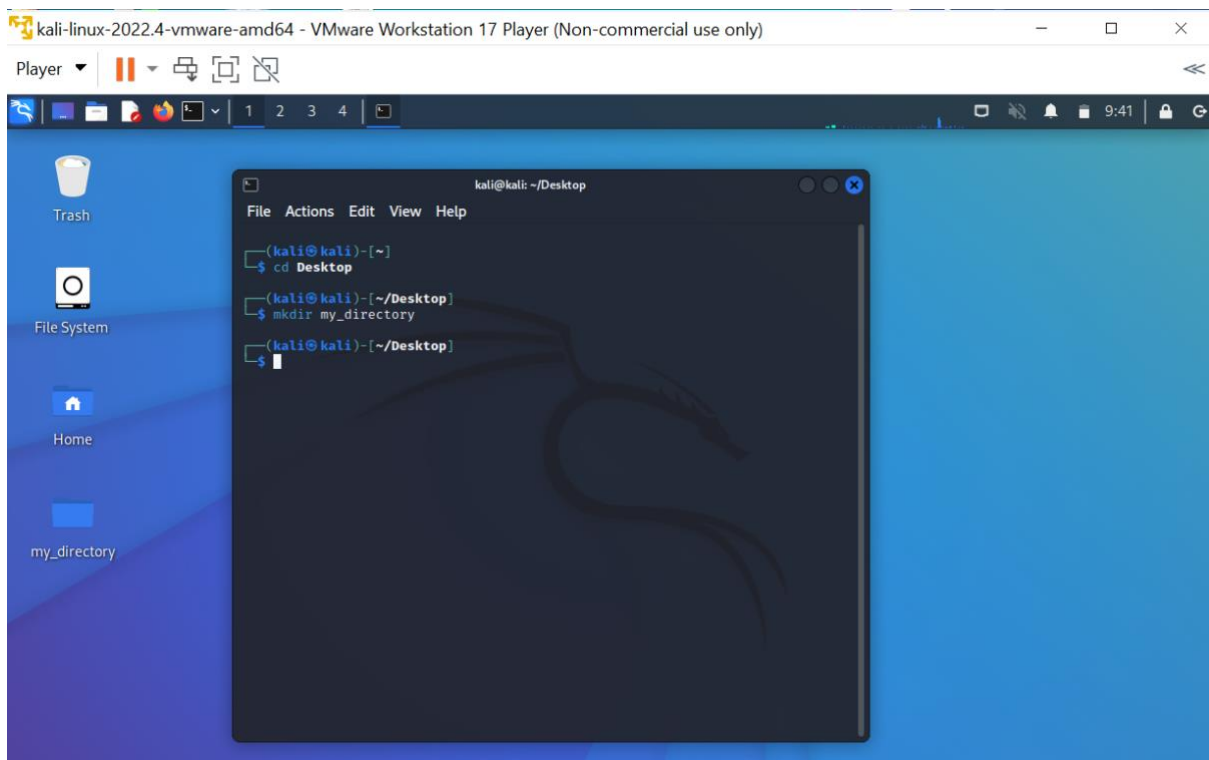 kali-linux-2022.4-vmware-amd64 - VMware Workstation 17 Player (Non-commercial use only)
Player
1 2 3 4
9:41
Trash
File System
Home
my_directory
kali@kali: ~/Desktop
File Actions Edit View Help
┌──(kali㉿kali)-[~]
└─$ cd Desktop
┌──(kali㉿kali)-[~/Desktop]
└─$ mkdir my_directory
┌──(kali㉿kali)-[~/Desktop]
└─$